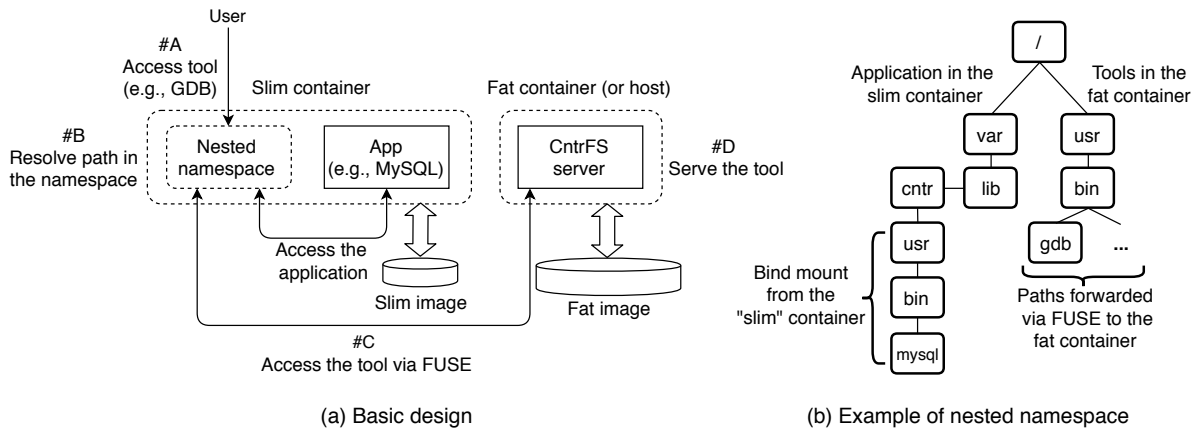 User
#A
Access tool
(e.g., GDB)
Slim container
Fat container (or host)
#B
Resolve path in
the namespace
Nested
namespace
App
(e.g., MySQL)
CntrFS
server
#D
Serve the tool
Access the
application
Slim image
Fat image
#C
Access the tool via FUSE
(a) Basic design
/
Application in the
slim container
Tools in the
fat container
var
usr
cntr
lib
bin
usr
gdb
...
Bind mount
from the
"slim" container
bin
mysql
Paths forwarded
via FUSE to the
fat container
(b) Example of nested namespace